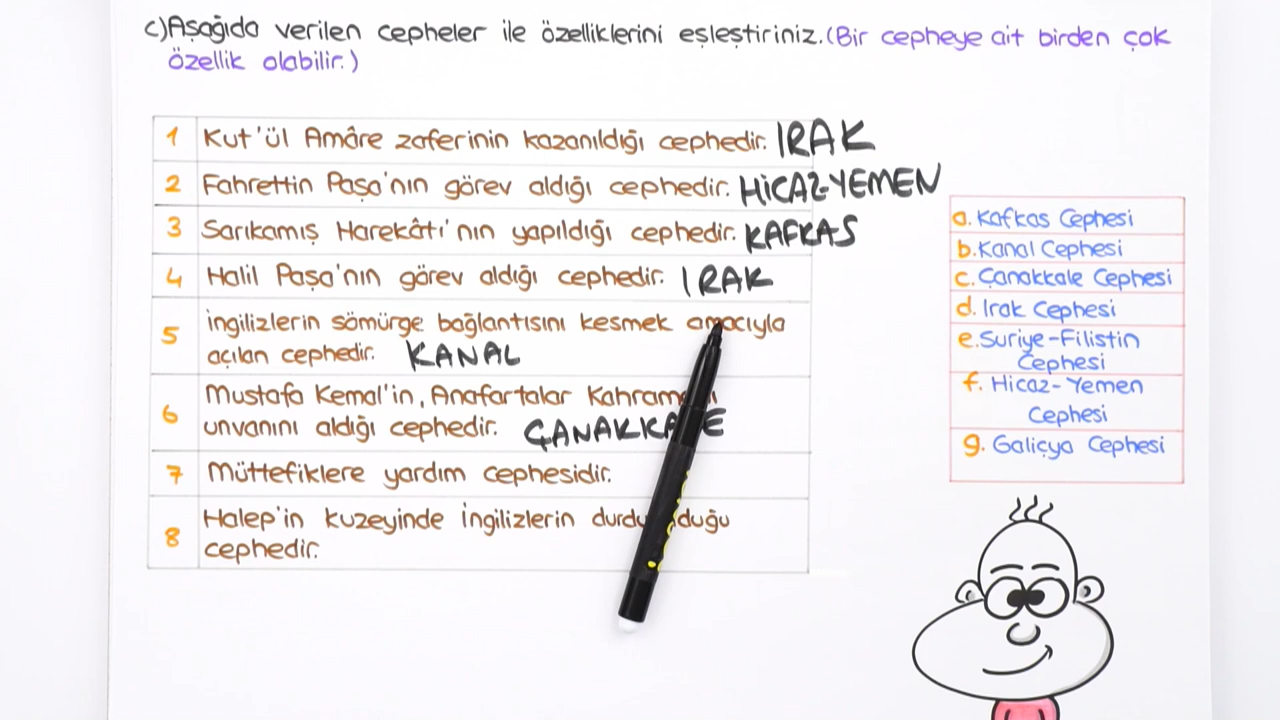 c)Aşağıda verilen cepheler ile özelliklerini eşleştiriniz.(Bir cepheye ait birden çok
özellik olabilir.)
1 Kut'ül Amâre zaferinin kazanıldığı cephedir. IRAK
2 Fahrettin Paşa'nın görev aldığı cephedir. HİCAZ-YEMEN
3 Sarıkamış Harekâtı'nın yapıldığı cephedir. KAFKAS
4 Halil Paşa'nın görev aldığı cephedir. IRAK
5 İngilizlerin sömürge bağlantısını kesmek amacıyla
açılan cephedir. KANAL
6 Mustafa Kemal'in, Anafartalar
unvanını aldığı cephedir.
7 Müttefiklere yardım cephesidir.
8 Halep'in kuzeyinde İngilizlerin
cephedir.
a. Kafkas Cephesi
b. Kanal Cephesi
c. Çanakkale Cephesi
d. Irak Cephesi
e. Suriye-Filistin
Cephesi
f. Hicaz-Yemen
Cephesi
g. Galiçya Cephesi